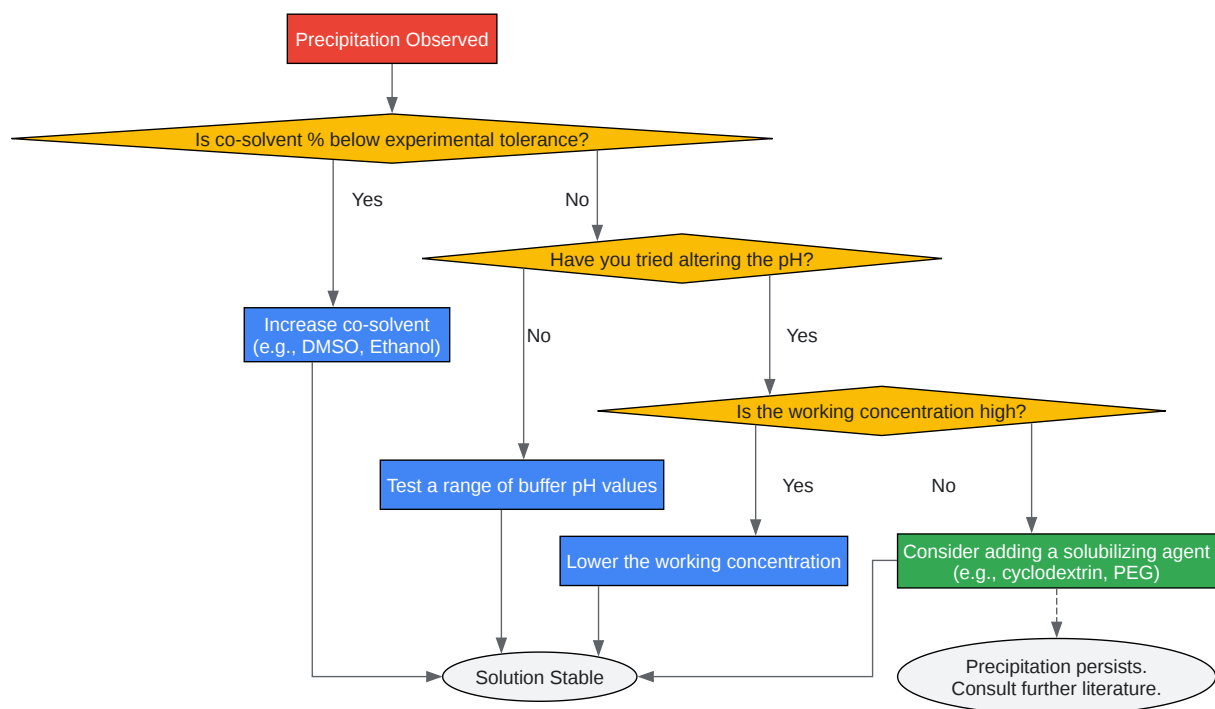 Precipitation Observed
Is co-solvent % below experimental tolerance?
Yes
No
Have you tried altering the pH?
Increase co-solvent
(e.g., DMSO, Ethanol)
No
Yes
Is the working concentration high?
Test a range of buffer pH values
Yes
No
Lower the working concentration
Consider adding a solubilizing agent
(e.g., cyclodextrin, PEG)
Solution Stable
Precipitation persists.
Consult further literature.